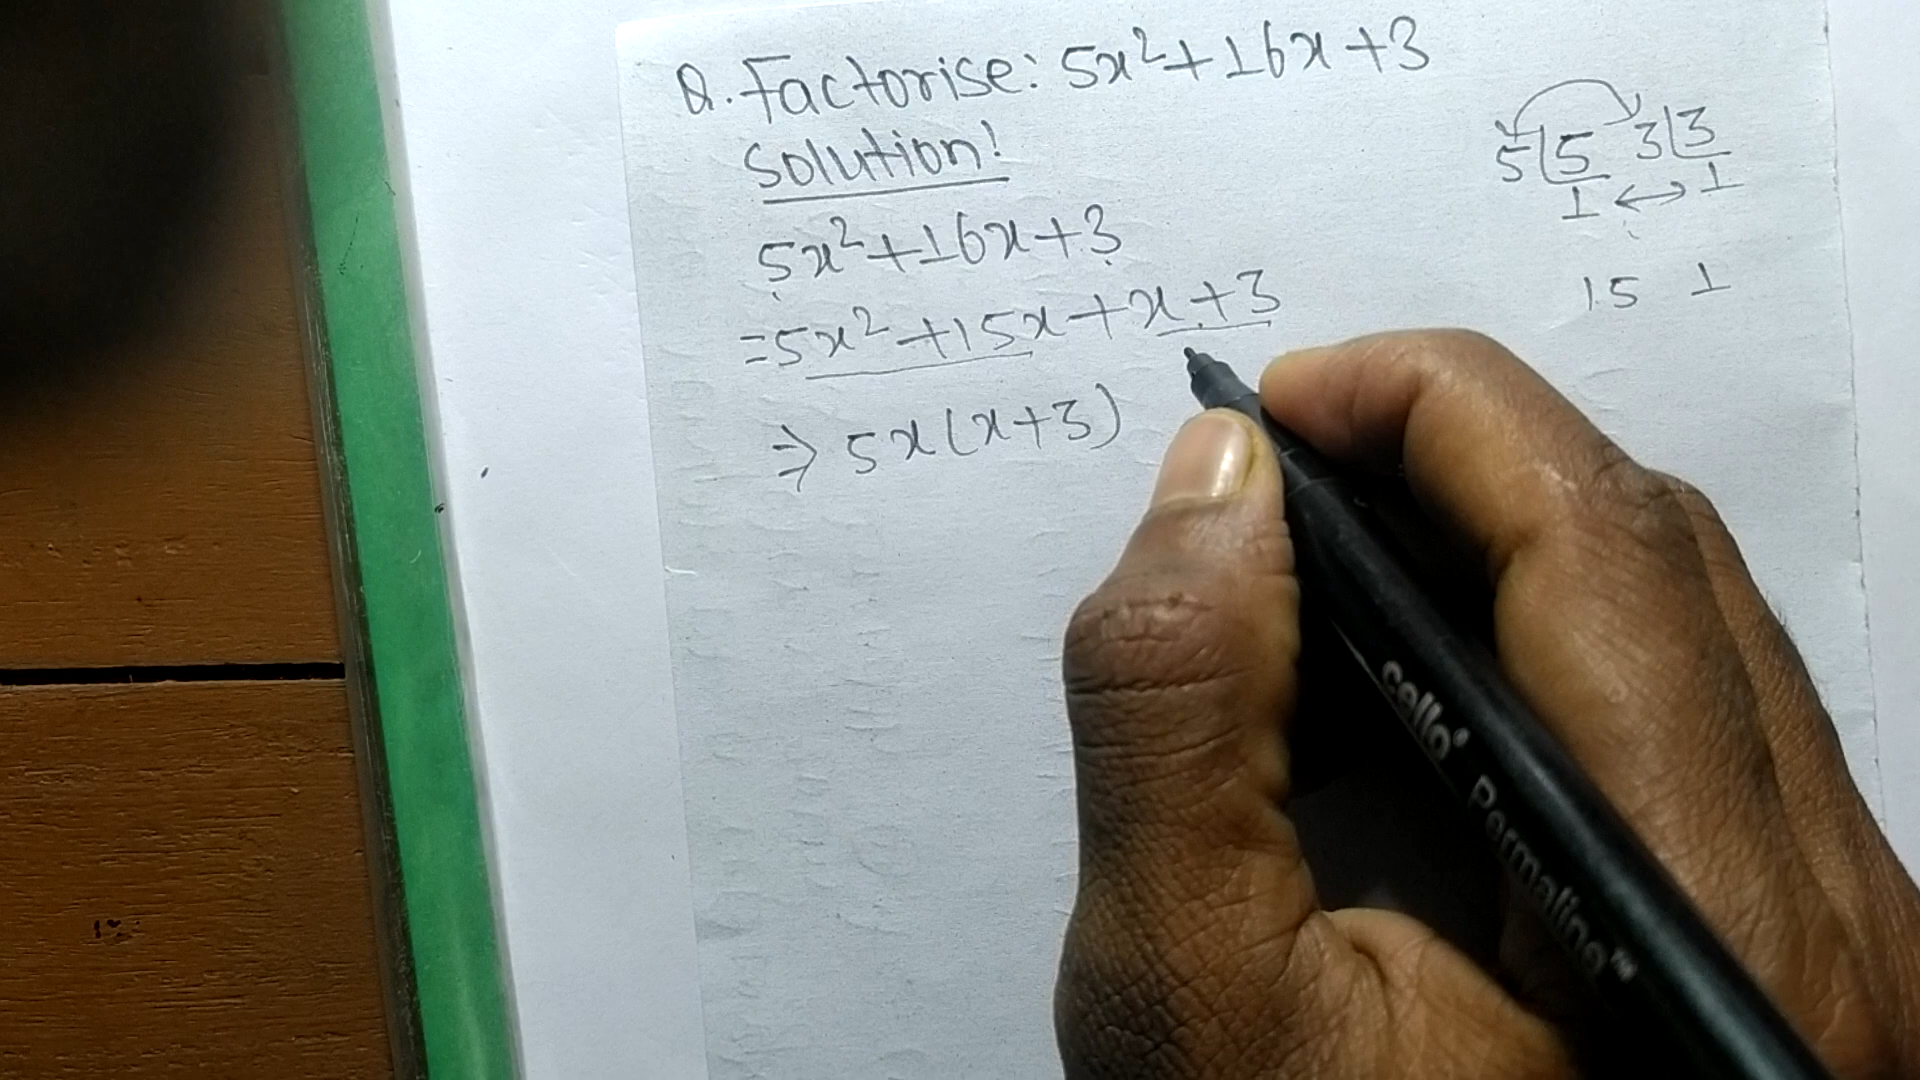 Q. Factorise: 5x²+16x+3
Solution!
5x²+16x+3
=5x²+15x+x+3
⇒ 5x(x+3)
5 5 3 3
1 ↔ 1
15 1
cello Permaline™